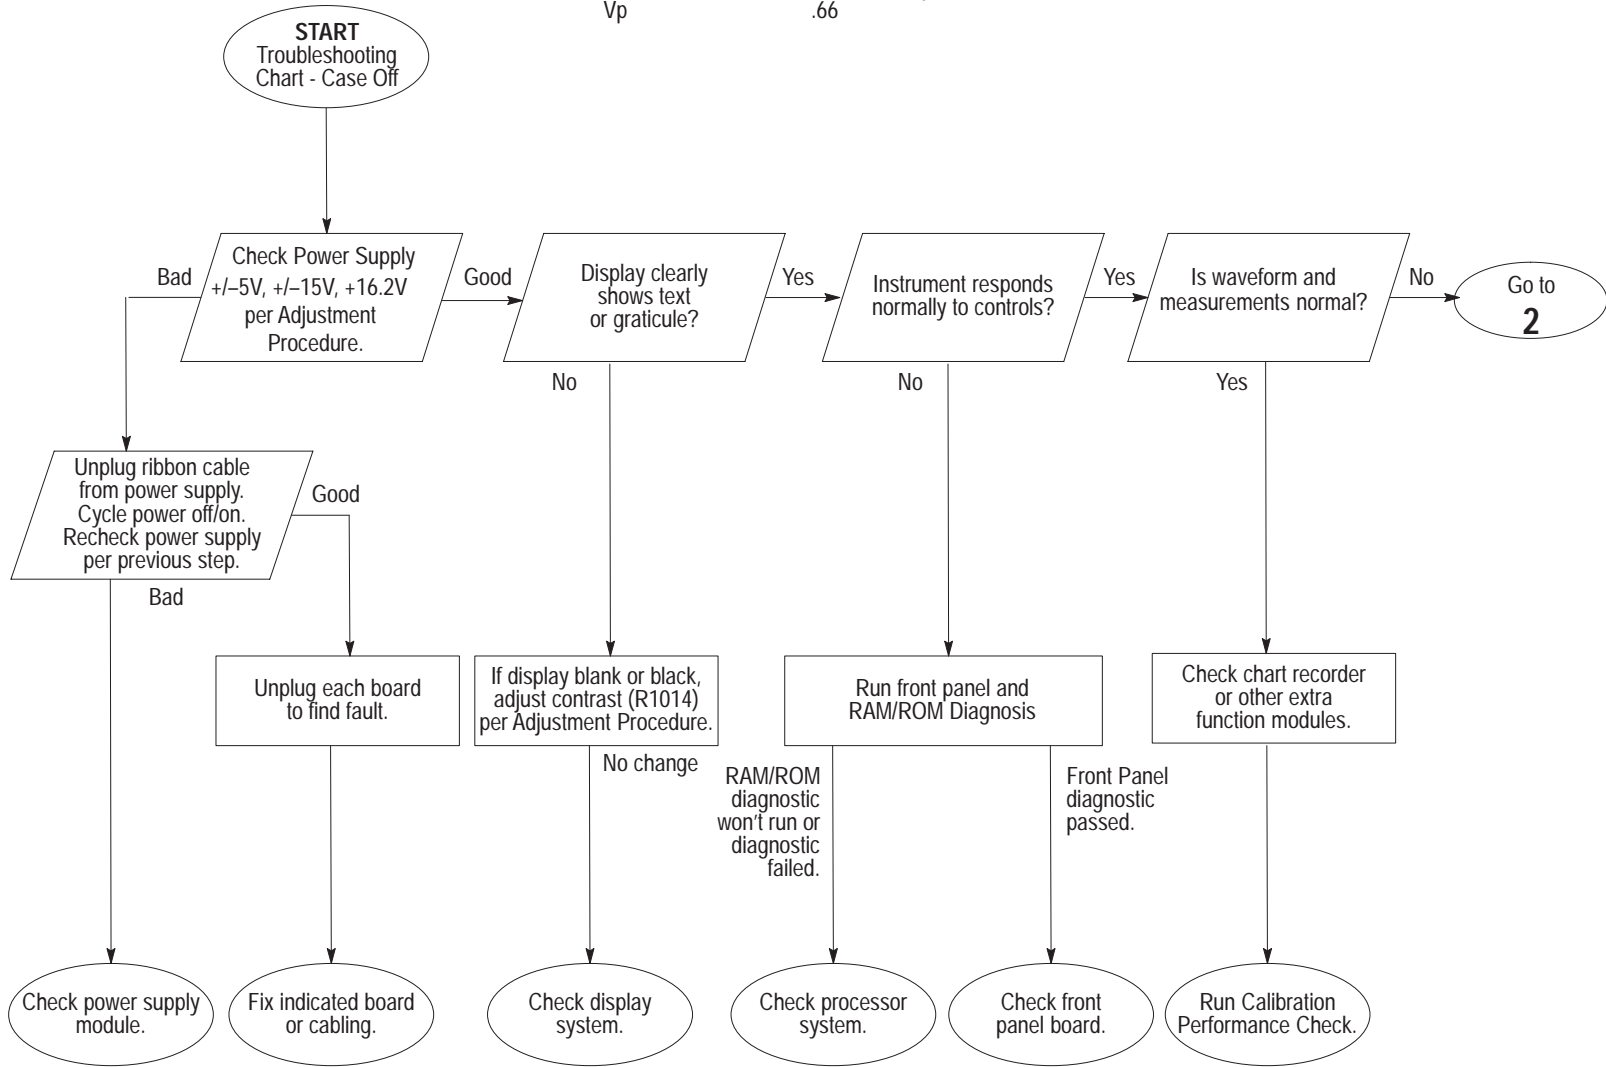 Vp .66
START
Troubleshooting
Chart - Case Off
Check Power Supply
+/–5V, +/–15V, +16.2V
per Adjustment
Procedure.
Bad
Good
Display clearly
shows text
or graticule?
Yes
No
Instrument responds
normally to controls?
Yes
No
Is waveform and
measurements normal?
No
Yes
Go to
2
Unplug ribbon cable
from power supply.
Cycle power off/on.
Recheck power supply
per previous step.
Good
Bad
Unplug each board
to find fault.
If display blank or black,
adjust contrast (R1014)
per Adjustment Procedure.
No change
Run front panel and
RAM/ROM Diagnosis
RAM/ROM
diagnostic
won't run or
diagnostic
failed.
Front Panel
diagnostic
passed.
Check chart recorder
or other extra
function modules.
Check power supply
module.
Fix indicated board
or cabling.
Check display
system.
Check processor
system.
Check front
panel board.
Run Calibration
Performance Check.